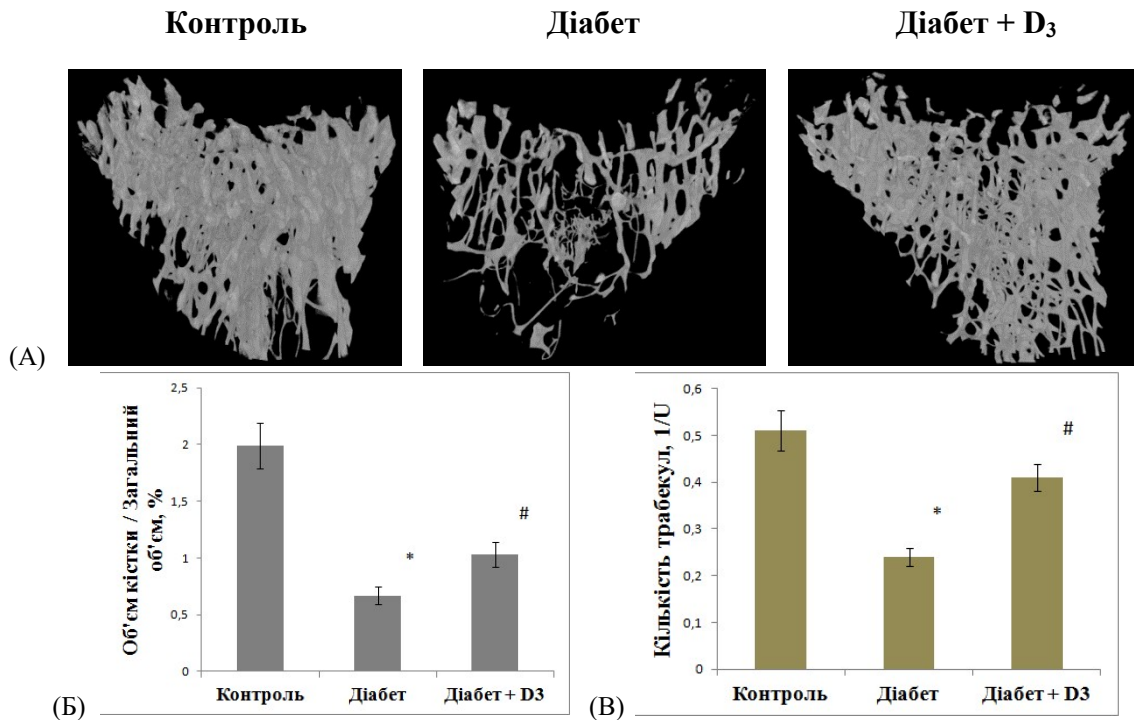 Контроль
Діабет
Діабет + D₃
(А)
Об'єм кістки / Загальний
об'єм, %
2,5
2
1,5
1
0,5
0
*
#
Контроль
Діабет
Діабет + D3
(Б)
Кількість трабекул, 1/U
0,6
0,5
0,4
0,3
0,2
0,1
0
*
#
Контроль
Діабет
Діабет + D3
(В)